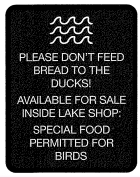 PLEASE DON'T FEED
BREAD TO THE
DUCKS!
AVAILABLE FOR SALE
INSIDE LAKE SHOP:
SPECIAL FOOD
PERMITTED FOR
BIRDS